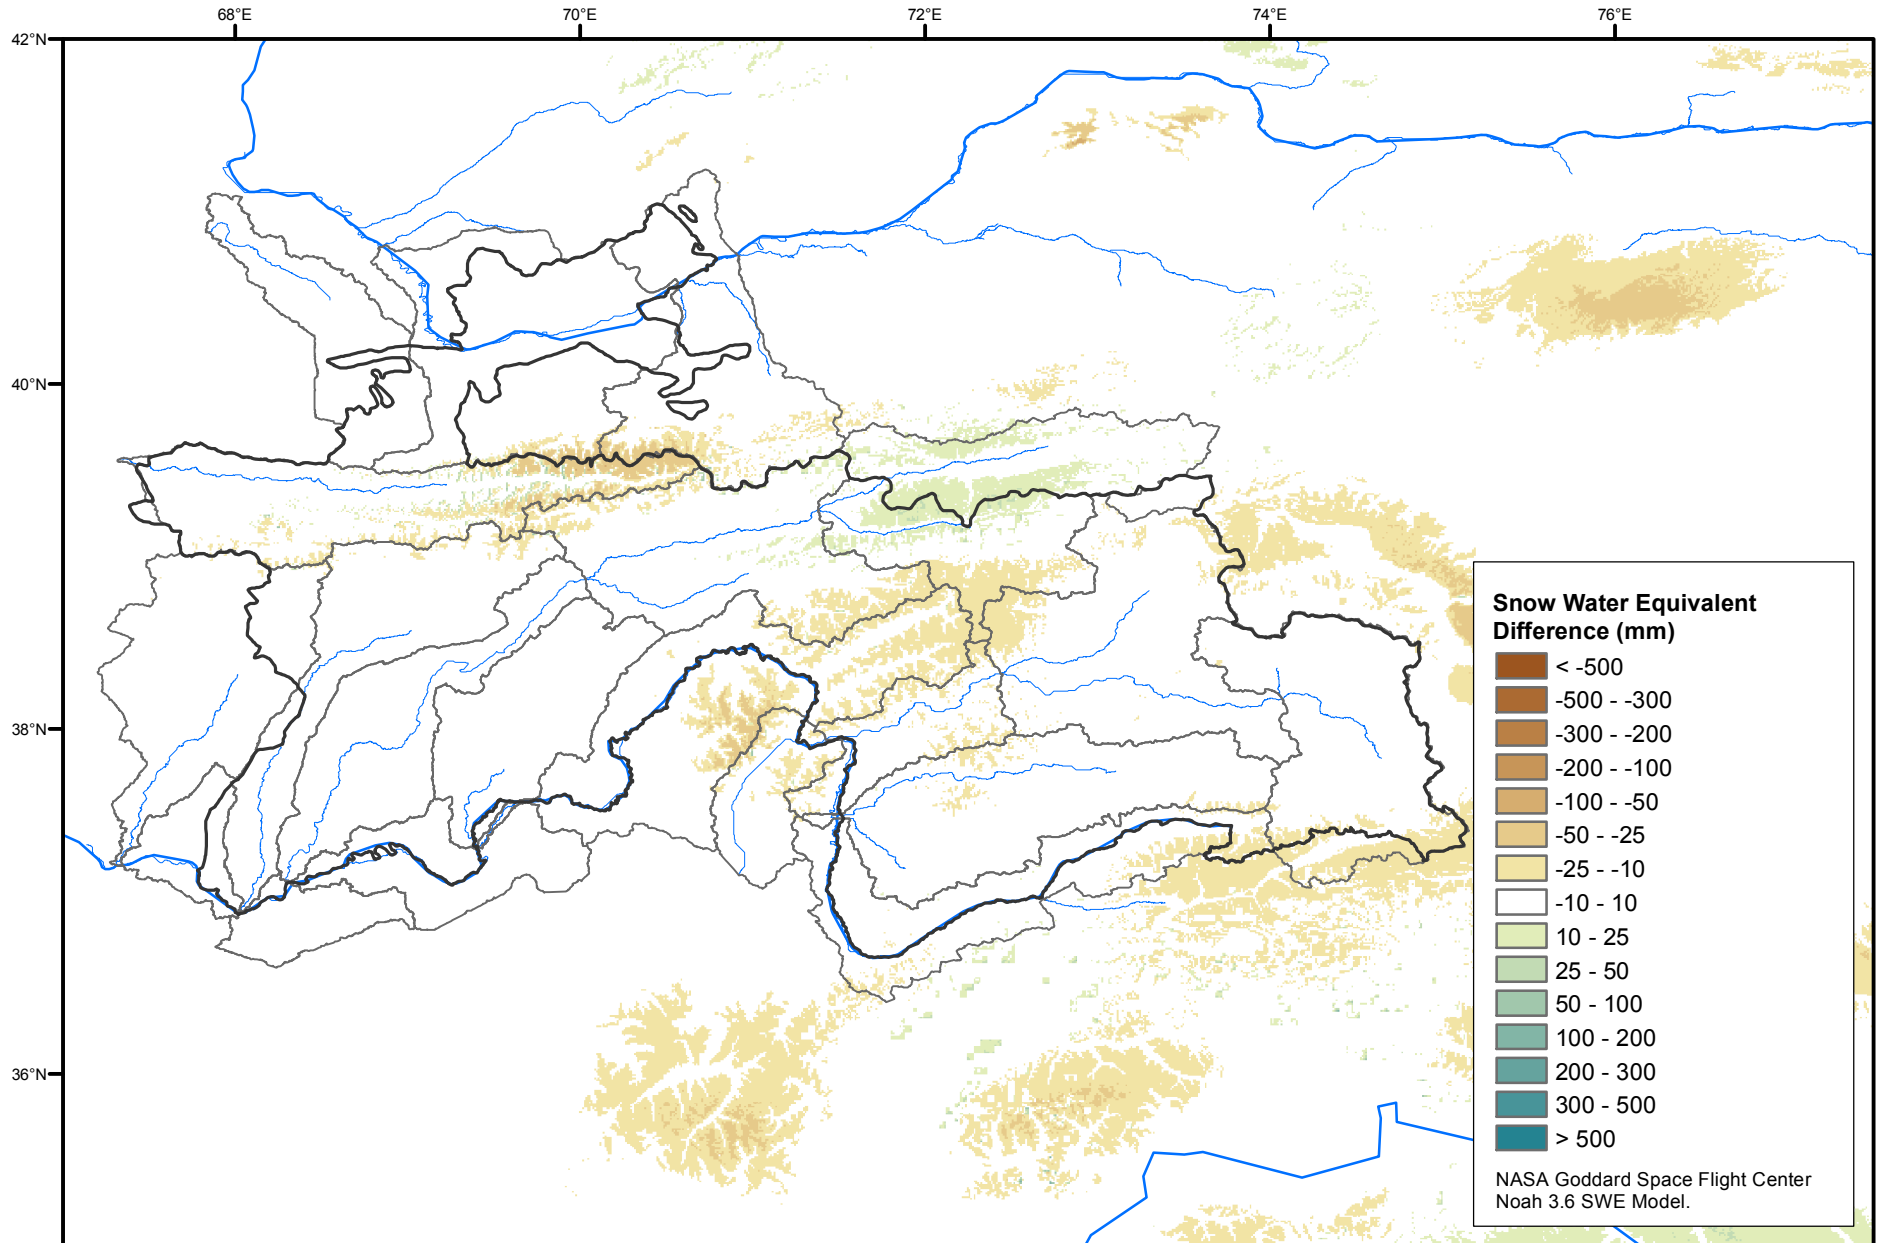 68°E
70°E
72°E
74°E
76°E
42°N
40°N
38°N
36°N
Snow Water Equivalent
Difference (mm)
< -500
-500 - -300
-300 - -200
-200 - -100
-100 - -50
-50 - -25
-25 - -10
-10 - 10
10 - 25
25 - 50
50 - 100
100 - 200
200 - 300
300 - 500
> 500
NASA Goddard Space Flight Center
Noah 3.6 SWE Model.